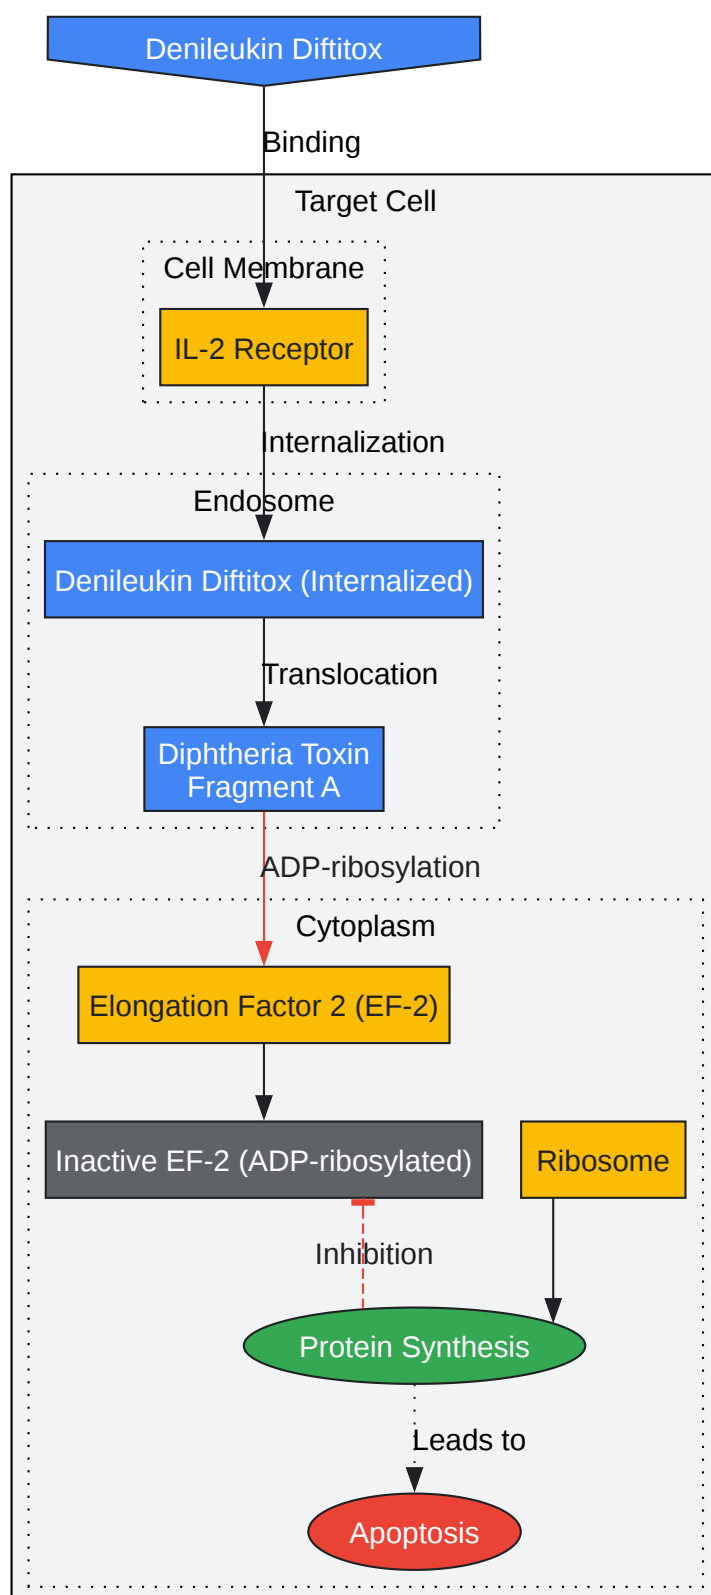 Denileukin Diftitox
Binding
Target Cell
Cell Membrane
IL-2 Receptor
Internalization
Endosome
Denileukin Diftitox (Internalized)
Translocation
Diphtheria Toxin
Fragment A
ADP-ribosylation
Cytoplasm
Elongation Factor 2 (EF-2)
Inactive EF-2 (ADP-ribosylated)
Ribosome
Inhibition
Protein Synthesis
Leads to
Apoptosis